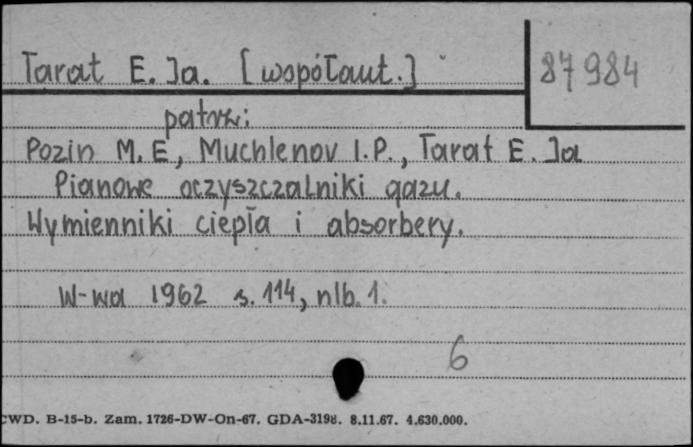 Tarat E. Ja. [współaut.]
87984
patrz:
Pozin M. E., Muchlenov I.P., Tarat E. Ja
Pianowe oczyszczalniki gazu.
Wymienniki ciepła i absorbery.
W-wa 1962 s. 114, nlb. 1.
6
CWD. B-15-b. Zam. 1726-DW-On-67. GDA-3198. 8.11.67. 4.630.000.